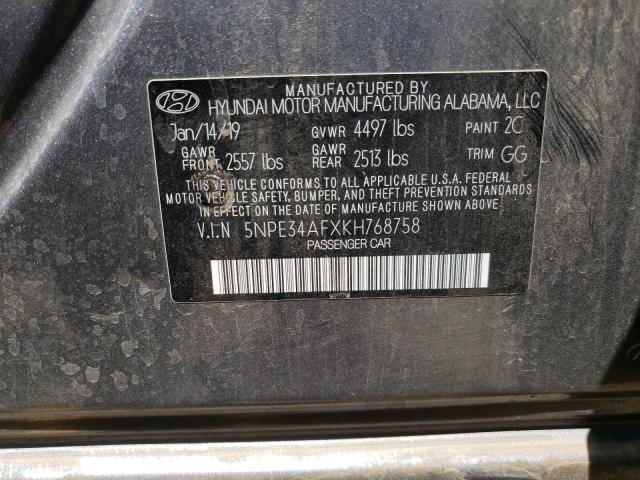 MANUFACTURED BY
HYUNDAI MOTOR MANUFACTURING ALABAMA, LLC
Jan/14/19 GVWR 4497 lbs PAINT 2C
GAWR FRONT 2557 lbs GAWR REAR 2513 lbs TRIM GG
THIS VEHICLE CONFORMS TO ALL APPLICABLE U.S.A. FEDERAL
MOTOR VEHICLE SAFETY, BUMPER, AND THEFT PREVENTION STANDARDS
IN EFFECT ON THE DATE OF MANUFACTURE SHOWN ABOVE.
V.I.N 5NPE34AFXKH768758
PASSENGER CAR